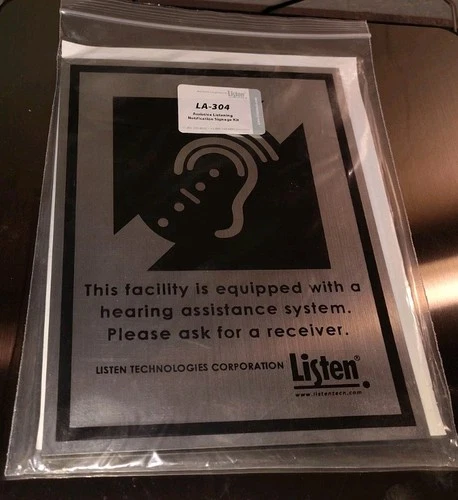 Listen
LA-304
Assistive Listening
Notification Signage Kit
This facility is equipped with a
hearing assistance system.
Please ask for a receiver.
LISTEN TECHNOLOGIES CORPORATION Listen®
www.listentech.com